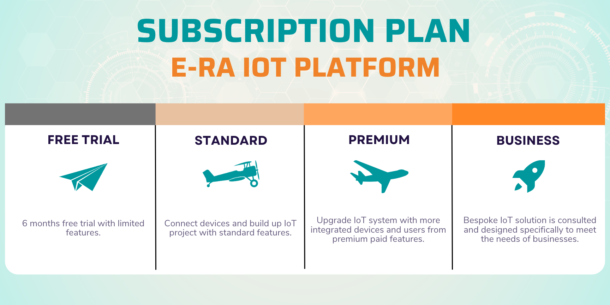 SUBSCRIPTION PLAN
E-RA IOT PLATFORM
FREE TRIAL
6 months free trial with limited
features.
STANDARD
Connect devices and build up IoT
project with standard features.
PREMIUM
Upgrade IoT system with more
integrated devices and users from
premium paid features.
BUSINESS
Bespoke IoT solution is consulted
and designed specifically to meet
the needs of businesses.